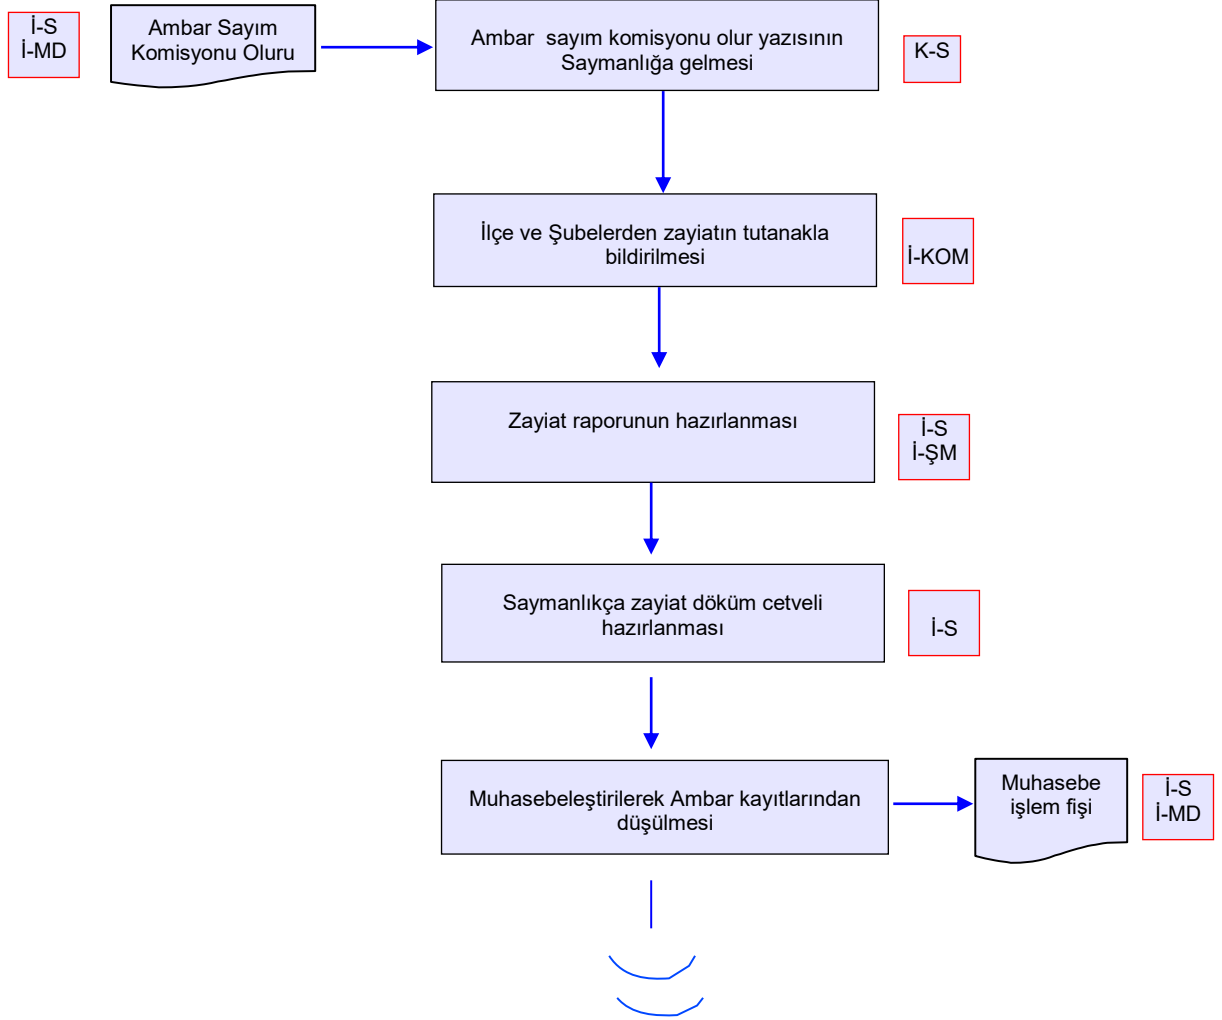 İ-S
İ-MD
Ambar Sayım
Komisyonu Oluru
Ambar  sayım komisyonu olur yazısının
Saymanlığa gelmesi
K-S
İlçe ve Şubelerden zayiatın tutanakla
bildirilmesi
İ-KOM
Zayiat raporunun hazırlanması
İ-S
İ-ŞM
Saymanlıkça zayiat döküm cetveli
hazırlanması
İ-S
Muhasebeleştirilerek Ambar kayıtlarından
düşülmesi
Muhasebe
işlem fişi
İ-S
İ-MD